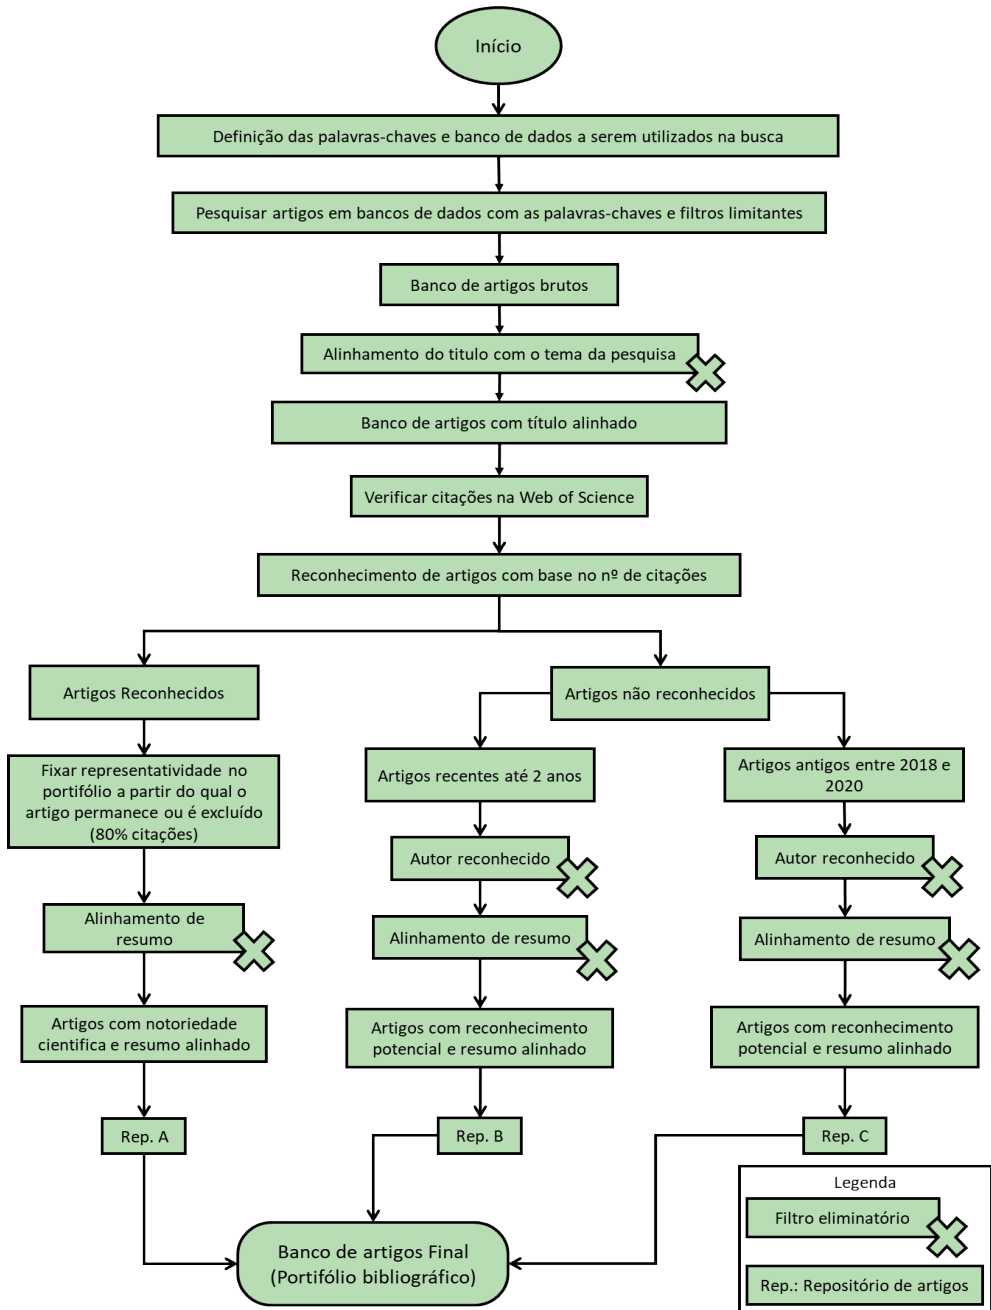 Início
Definição das palavras-chaves e banco de dados a serem utilizados na busca
Pesquisar artigos em bancos de dados com as palavras-chaves e filtros limitantes
Banco de artigos brutos
Alinhamento do titulo com o tema da pesquisa
Banco de artigos com título alinhado
Verificar citações na Web of Science
Reconhecimento de artigos com base no nº de citações
Artigos Reconhecidos
Fixar representatividade no
portifólio a partir do qual o
artigo permanece ou é excluído
(80% citações)
Alinhamento de
resumo
Artigos com notoriedade
cientifica e resumo alinhado
Rep. A
Artigos não reconhecidos
Artigos recentes até 2 anos
Autor reconhecido
Alinhamento de resumo
Artigos com reconhecimento
potencial e resumo alinhado
Rep. B
Artigos antigos entre 2018 e
2020
Autor reconhecido
Alinhamento de resumo
Artigos com reconhecimento
potencial e resumo alinhado
Rep. C
Banco de artigos Final
(Portifólio bibliográfico)
Legenda
Filtro eliminatório
Rep.: Repositório de artigos